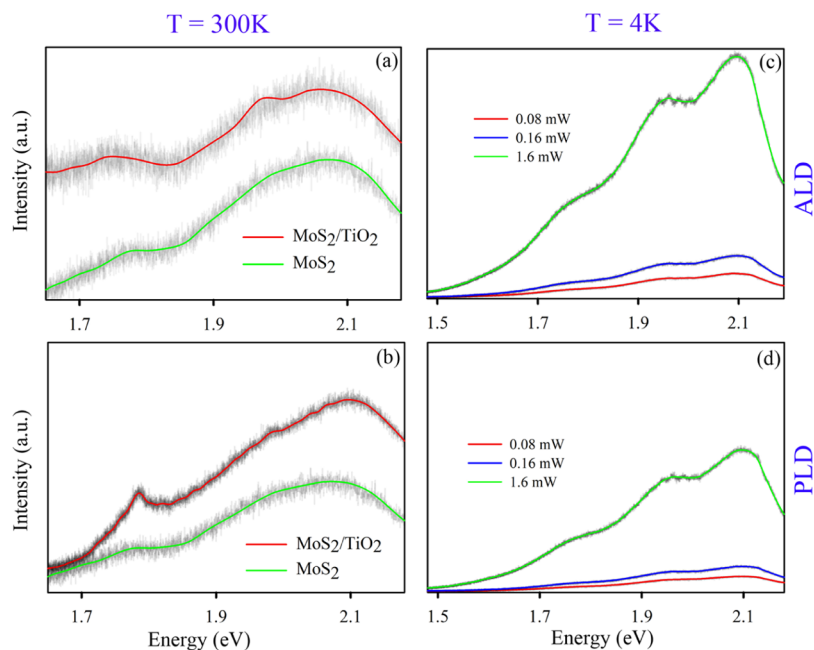 T = 300K
T = 4K
(a)
Intensity (a.u.)
MoS2/TiO2
MoS2
1.7
1.9
2.1
(c)
0.08 mW
0.16 mW
1.6 mW
1.5
1.7
1.9
2.1
ALD
(b)
Intensity (a.u.)
MoS2/TiO2
MoS2
1.7
1.9
2.1
Energy (eV)
(d)
0.08 mW
0.16 mW
1.6 mW
1.5
1.7
1.9
2.1
Energy (eV)
PLD